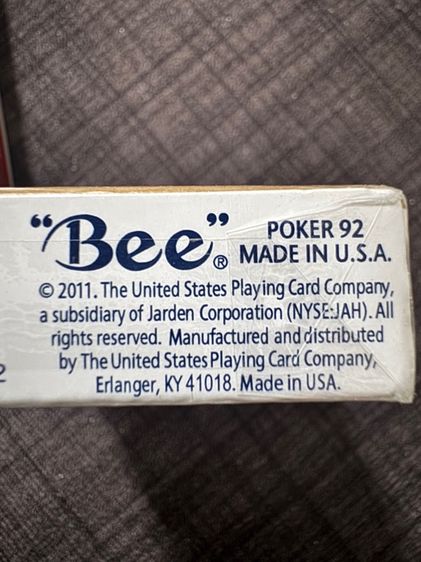 “Bee”® POKER 92
MADE IN U.S.A.
© 2011. The United States Playing Card Company,
a subsidiary of Jarden Corporation (NYSE:JAH). All
rights reserved. Manufactured and distributed
by The United States Playing Card Company,
2
Erlanger, KY 41018. Made in USA.